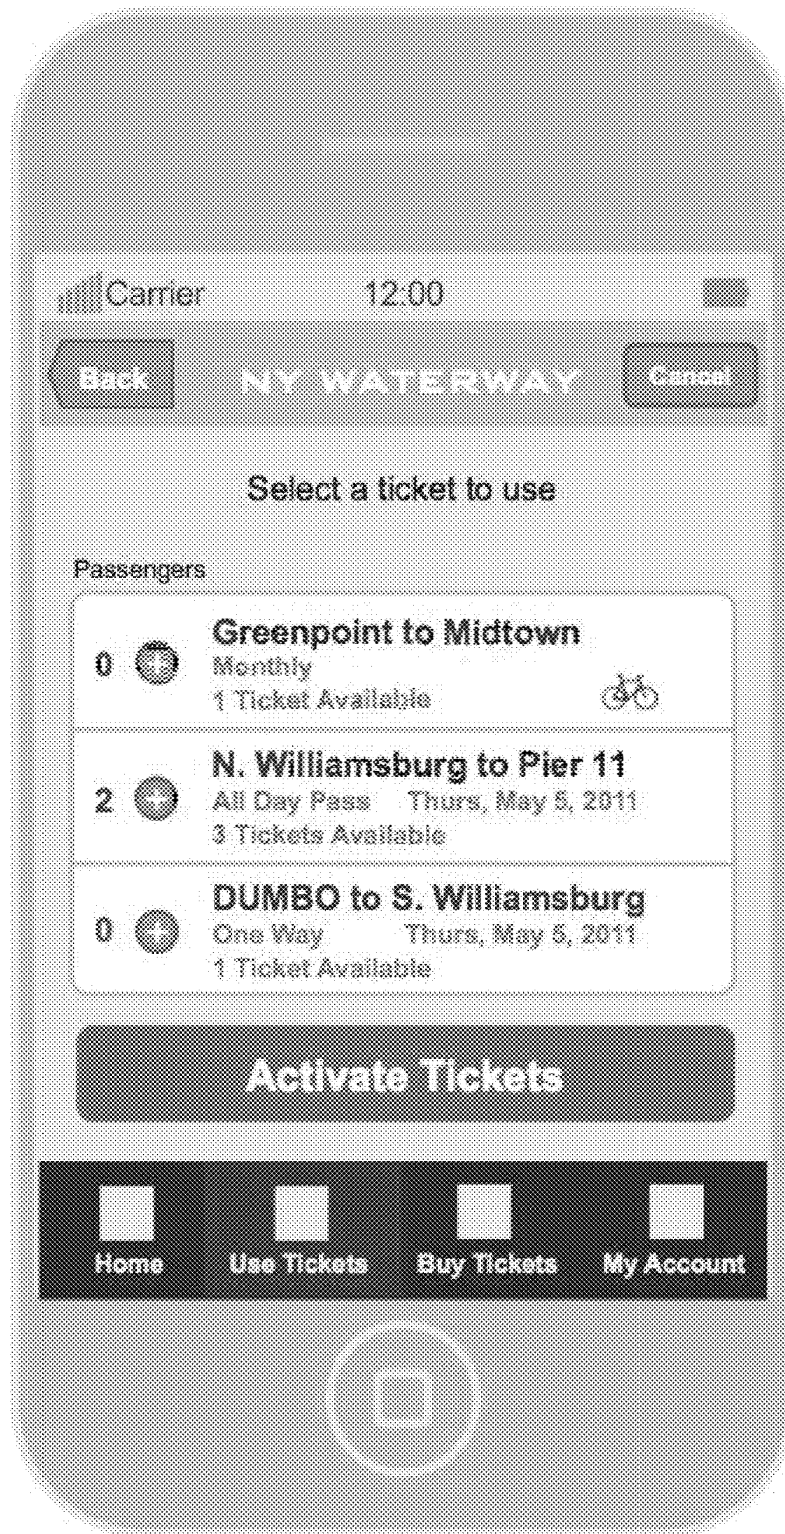 Carrier 12:00
Back NY WATERWAY Cancel
Select a ticket to use
Passengers
Greenpoint to Midtown
0 Monthly
1 Ticket Available
N. Williamsburg to Pier 11
2 All Day Pass Thurs, May 5, 2011
3 Tickets Available
DUMBO to S. Williamsburg
0 One Way Thurs, May 5, 2011
1 Ticket Available
Activate Tickets
Home Use Tickets Buy Tickets My Account